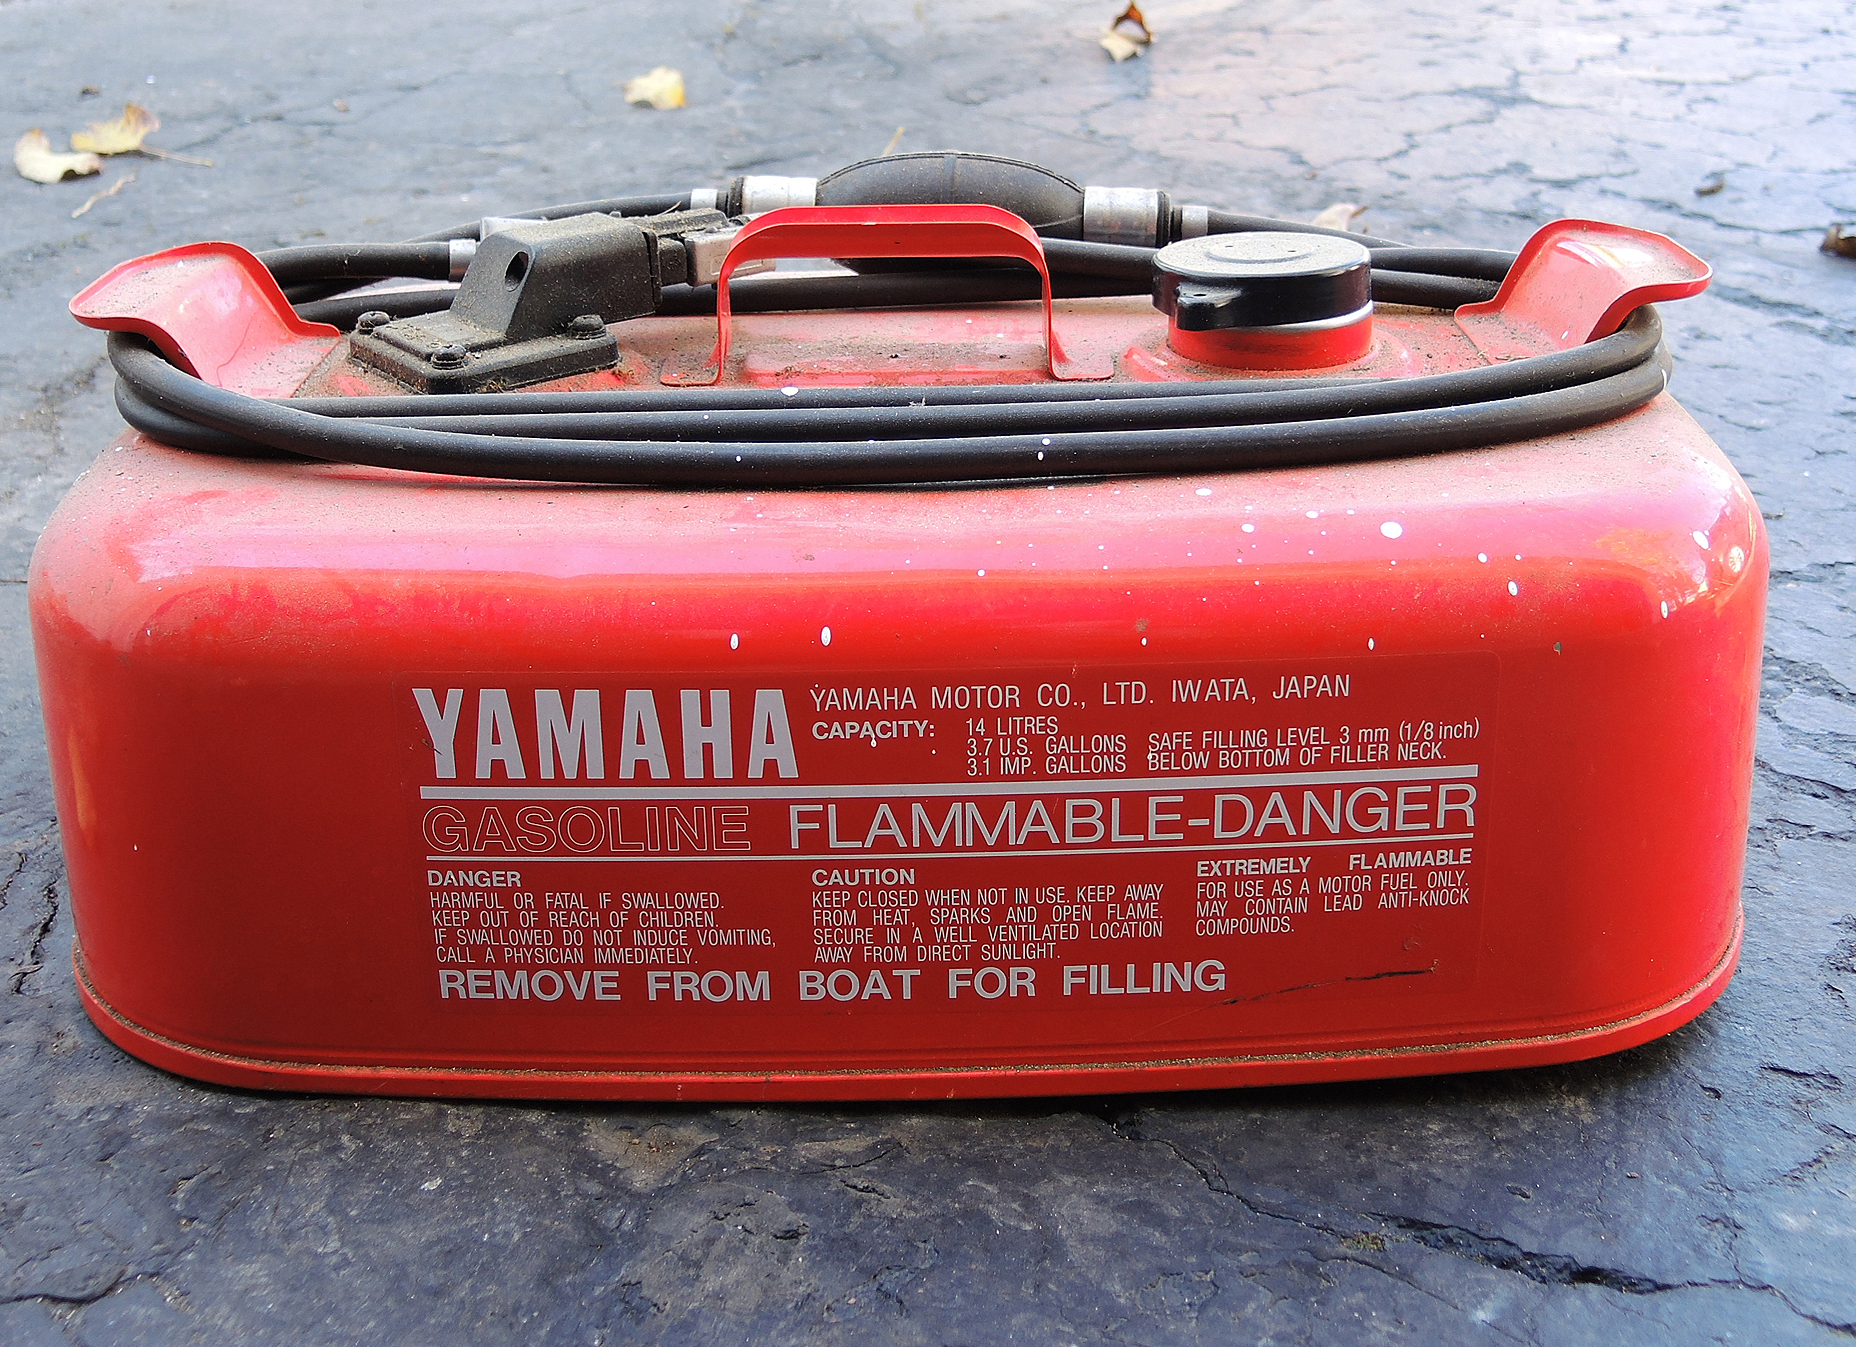 YAMAHA
YAMAHA MOTOR CO., LTD. IWATA, JAPAN
CAPACITY: 14 LITRES
3.7 U.S. GALLONS
3.1 IMP. GALLONS
SAFE FILLING LEVEL 3 mm (1/8 inch)
BELOW BOTTOM OF FILLER NECK.
GASOLINE FLAMMABLE-DANGER
DANGER
HARMFUL OR FATAL IF SWALLOWED.
KEEP OUT OF REACH OF CHILDREN.
IF SWALLOWED DO NOT INDUCE VOMITING,
CALL A PHYSICIAN IMMEDIATELY.
CAUTION
KEEP CLOSED WHEN NOT IN USE. KEEP AWAY
FROM HEAT, SPARKS AND OPEN FLAME.
SECURE IN A WELL VENTILATED LOCATION
AWAY FROM DIRECT SUNLIGHT.
EXTREMELY FLAMMABLE
FOR USE AS A MOTOR FUEL ONLY.
MAY CONTAIN LEAD ANTI-KNOCK
COMPOUNDS.
REMOVE FROM BOAT FOR FILLING